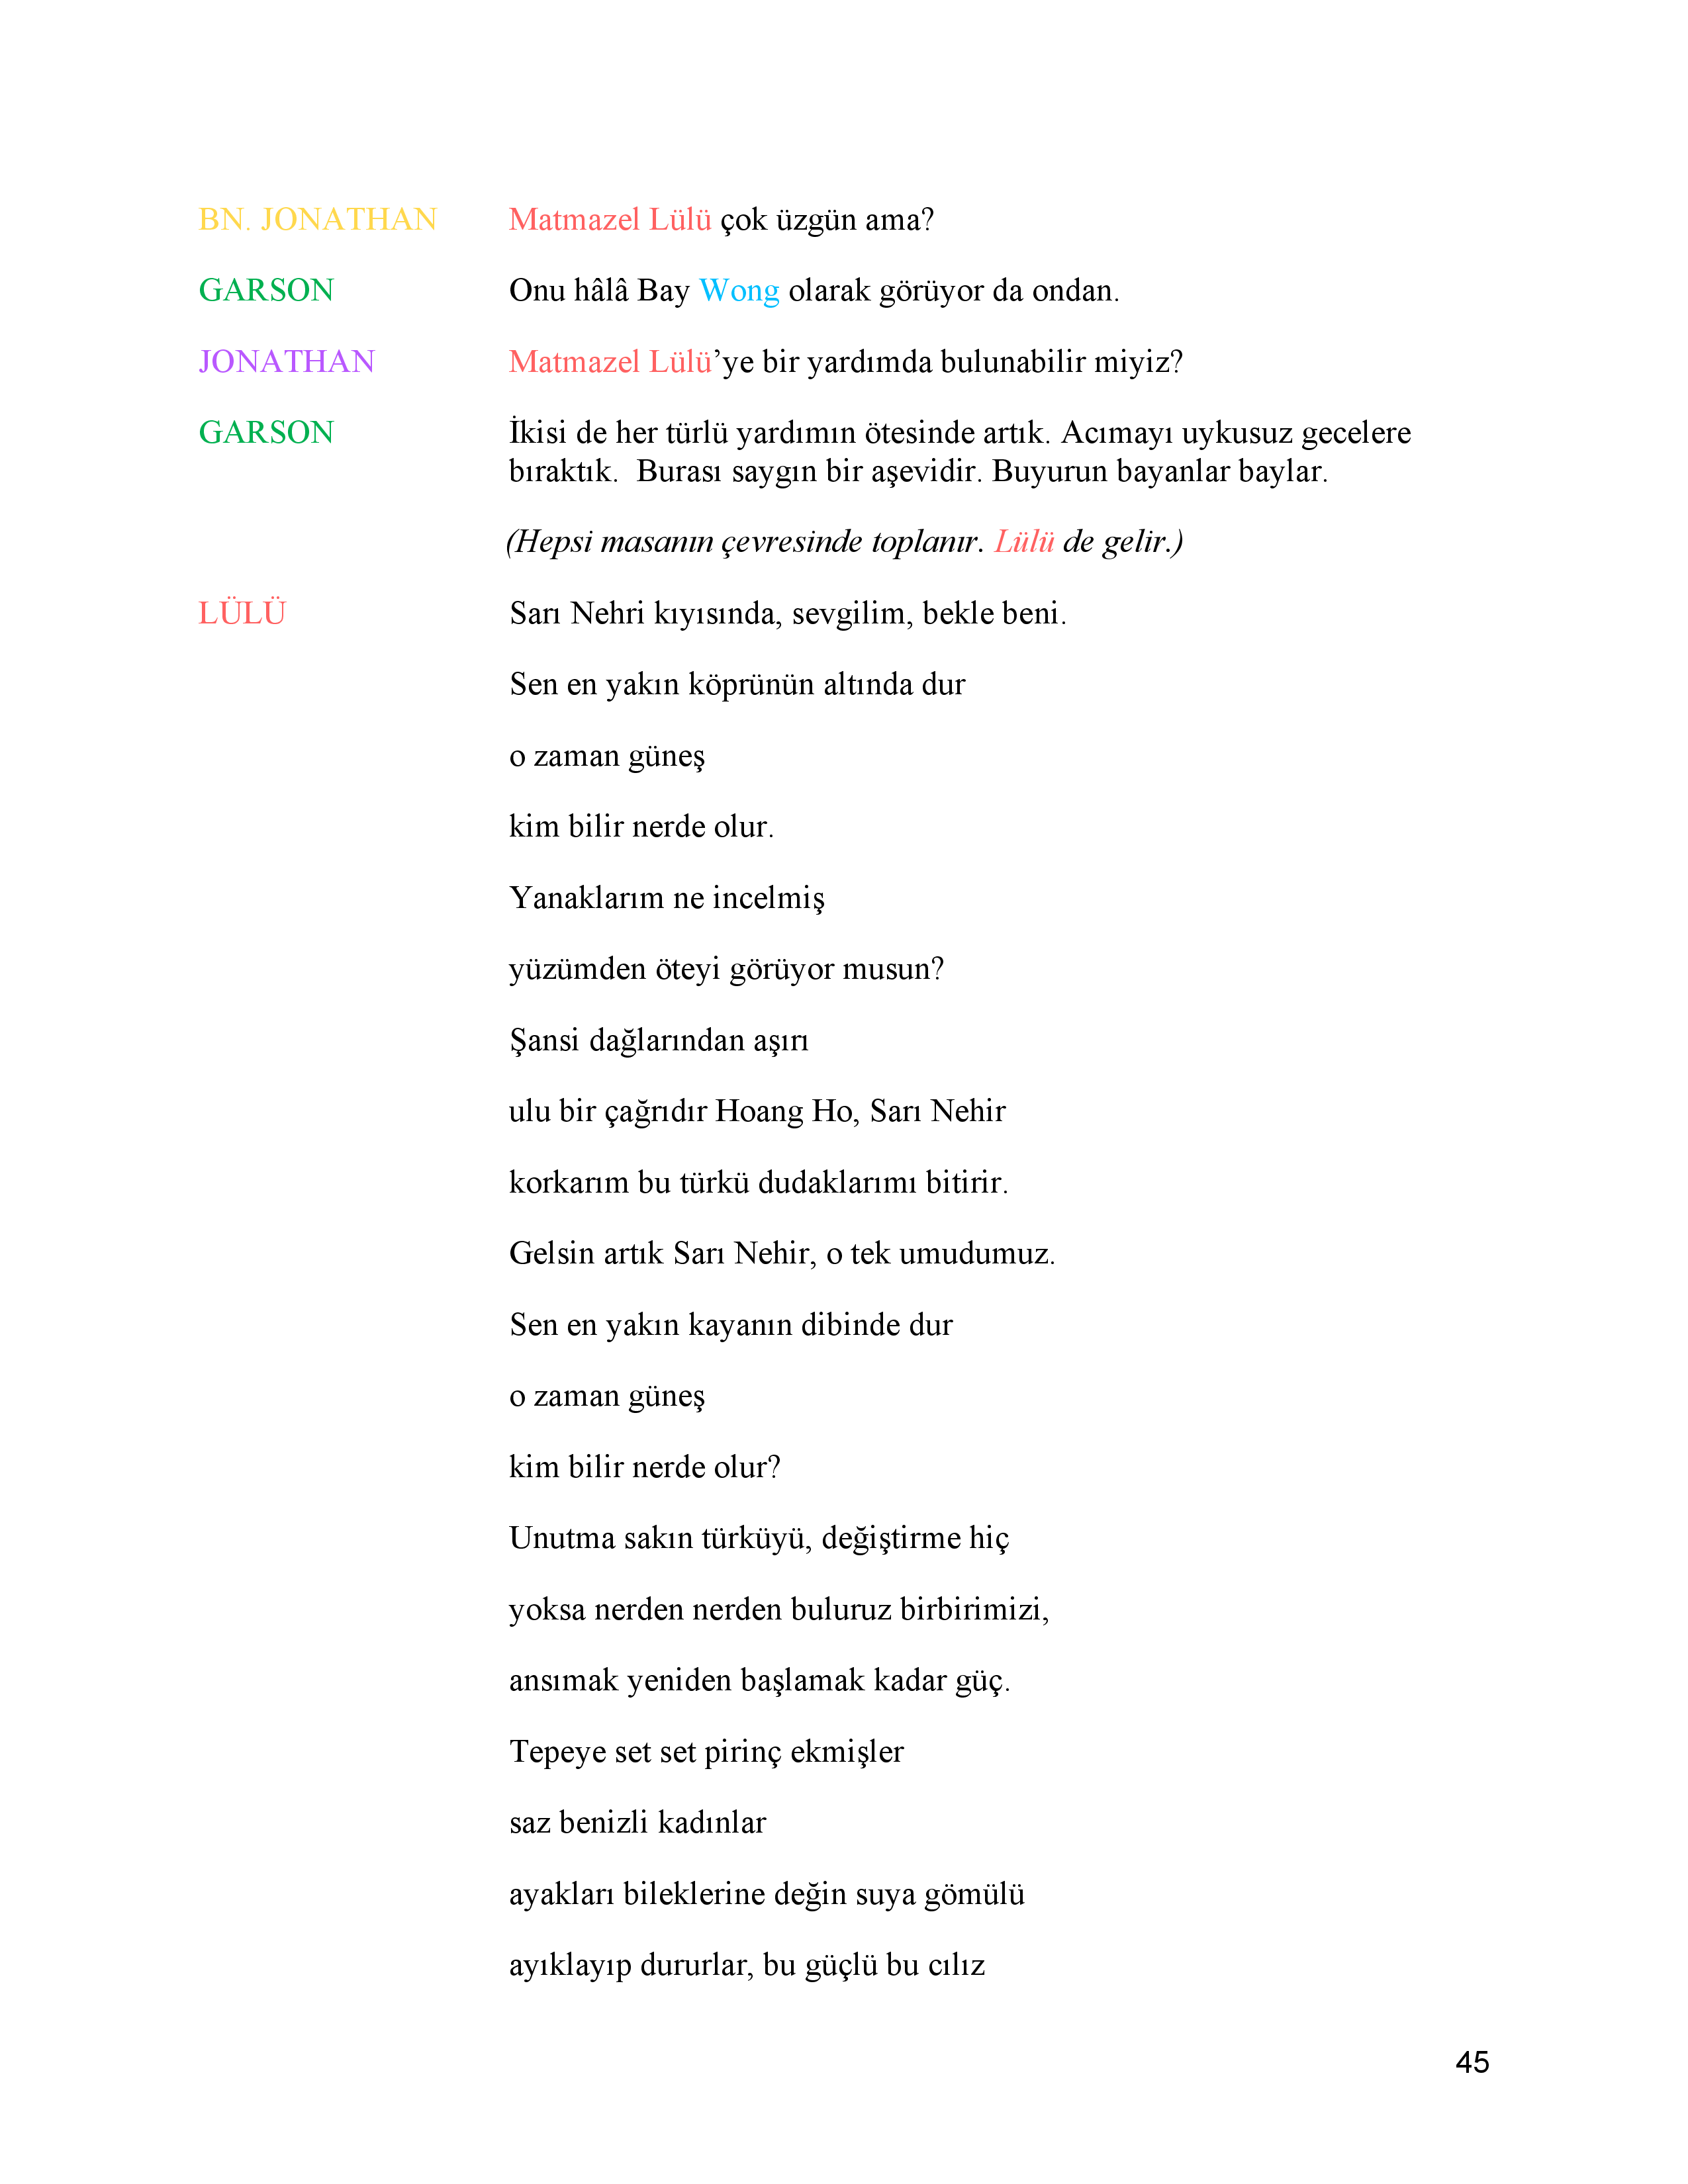 BN. JONATHAN Matmazel Lülü çok üzgün ama?
GARSON Onu hâlâ Bay Wong olarak görüyor da ondan.
JONATHAN Matmazel Lülü’ye bir yardımda bulunabilir miyiz?
GARSON İkisi de her türlü yardımın ötesinde artık. Acımayı uykusuz gecelere
bıraktık.  Burası saygın bir aşevidir. Buyurun bayanlar baylar.
(Hepsi masanın çevresinde toplanır. Lülü de gelir.)
LÜLÜ Sarı Nehri kıyısında, sevgilim, bekle beni.
Sen en yakın köprünün altında dur
o zaman güneş
kim bilir nerde olur.
Yanaklarım ne incelmiş
yüzümden öteyi görüyor musun?
Şansi dağlarından aşırı
ulu bir çağrıdır Hoang Ho, Sarı Nehir
korkarım bu türkü dudaklarımı bitirir.
Gelsin artık Sarı Nehir, o tek umudumuz.
Sen en yakın kayanın dibinde dur
o zaman güneş
kim bilir nerde olur?
Unutma sakın türküyü, değiştirme hiç
yoksa nerden nerden buluruz birbirimizi,
ansımak yeniden başlamak kadar güç.
Tepeye set set pirinç ekmişler
saz benizli kadınlar
ayakları bileklerine değin suya gömülü
ayıklayıp dururlar, bu güçlü bu cılız
45